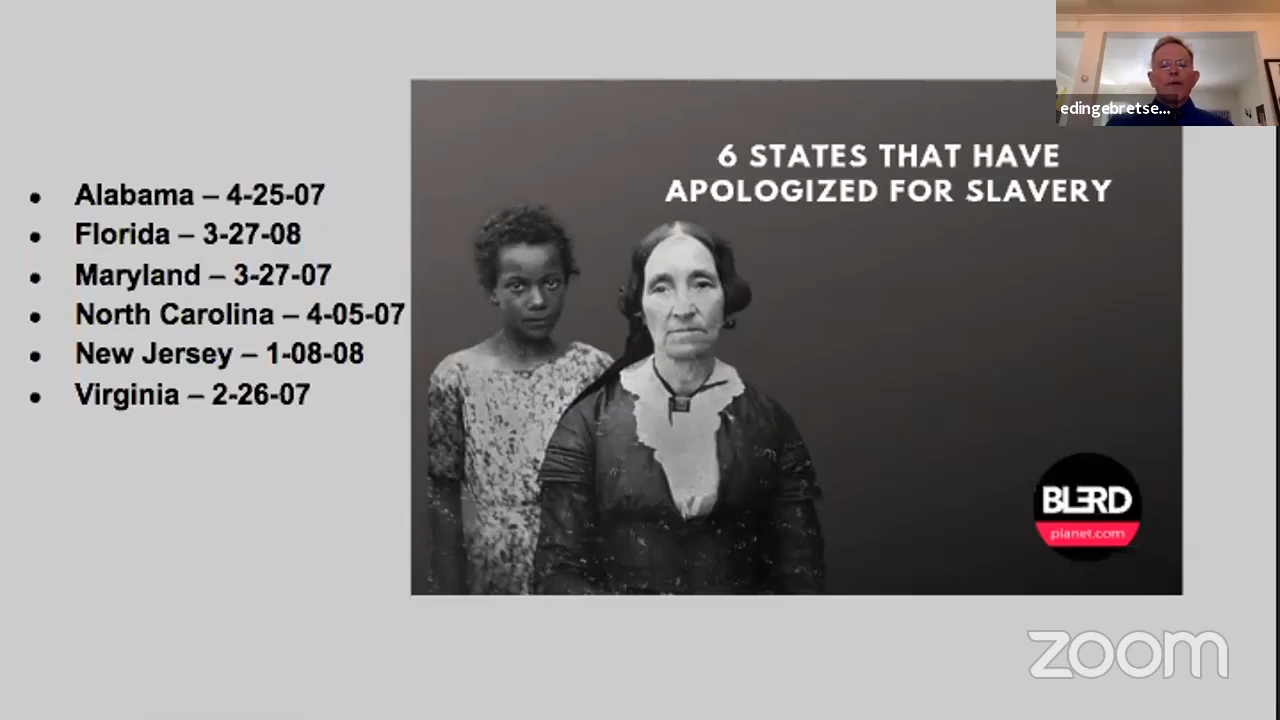 edingebretse...
6 STATES THAT HAVE
APOLOGIZED FOR SLAVERY
• Alabama – 4-25-07
• Florida – 3-27-08
• Maryland – 3-27-07
• North Carolina – 4-05-07
• New Jersey – 1-08-08
• Virginia – 2-26-07
BLERD
planet.com
zoom